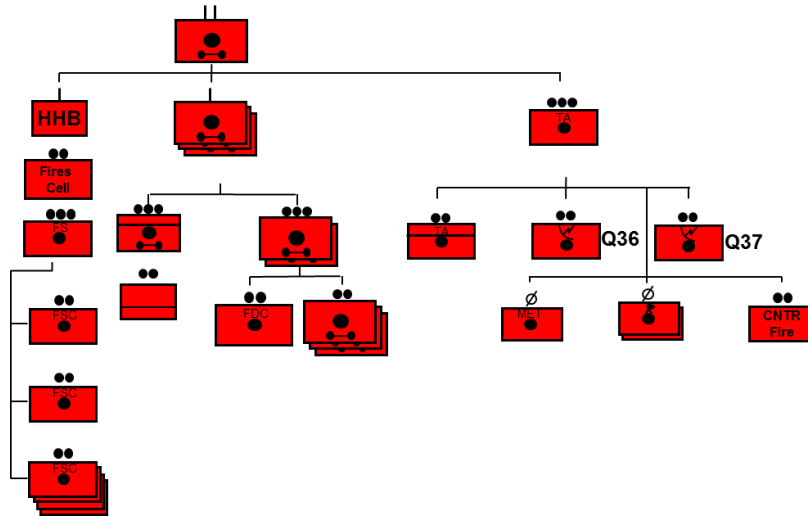 HHB
TA
Fires
Cell
FS
TA
Q36
Q37
FSC
FDC
MET
CNTR
Fire
FSC
FSC